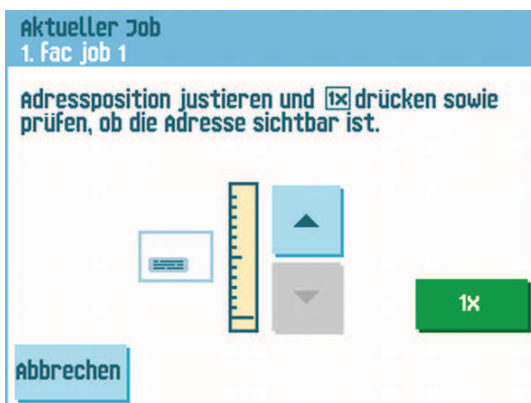 Aktueller Job
1. Fac job 1
Adressposition justieren und 1x drücken sowie
prüfen, ob die Adresse sichtbar ist.
1X
Abbrechen